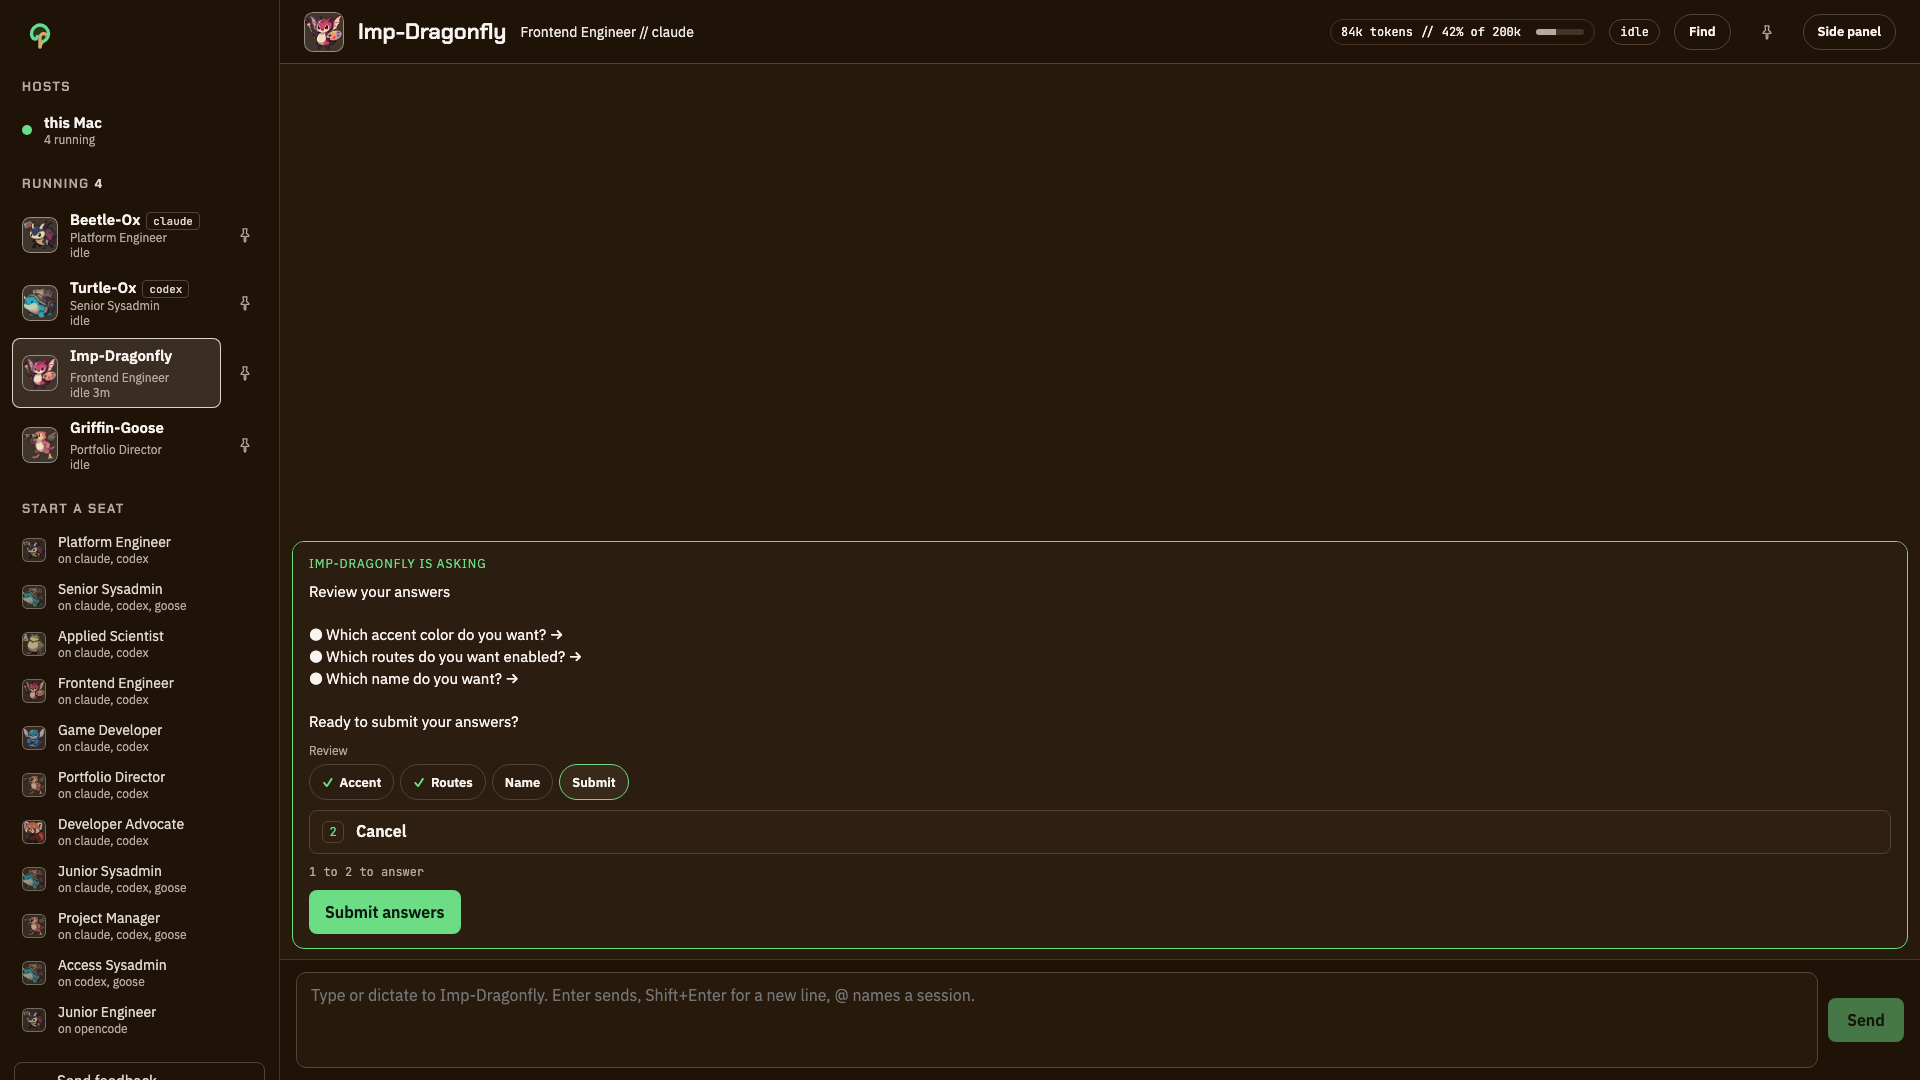 HOSTS
this Mac
4 running
RUNNING 4
Beetle-Ox claude
Platform Engineer
idle
Turtle-Ox codex
Senior Sysadmin
idle
Imp-Dragonfly
Frontend Engineer
idle 3m
Griffin-Goose
Portfolio Director
idle
START A SEAT
Platform Engineer
on claude, codex
Senior Sysadmin
on claude, codex, goose
Applied Scientist
on claude, codex
Frontend Engineer
on claude, codex
Game Developer
on claude, codex
Portfolio Director
on claude, codex
Developer Advocate
on claude, codex
Junior Sysadmin
on claude, codex, goose
Project Manager
on claude, codex, goose
Access Sysadmin
on codex, goose
Junior Engineer
on opencode
Send feedback
Imp-Dragonfly Frontend Engineer // claude
84k tokens // 42% of 200k
idle
Find
Side panel
IMP-DRAGONFLY IS ASKING
Review your answers
● Which accent color do you want? →
● Which routes do you want enabled? →
● Which name do you want? →
Ready to submit your answers?
Review
✓ Accent ✓ Routes Name Submit
2 Cancel
1 to 2 to answer
Submit answers
Type or dictate to Imp-Dragonfly. Enter sends, Shift+Enter for a new line, @ names a session.
Send